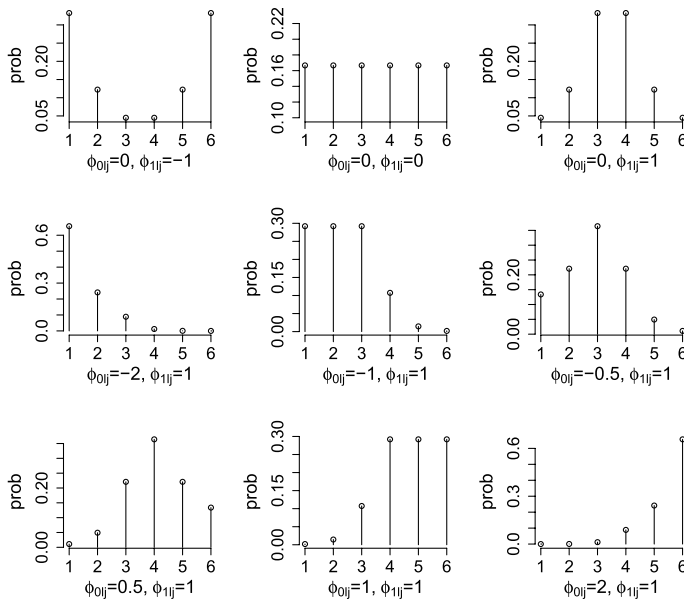 prob
0.05 0.20
1 2 3 4 5 6
ϕ0lj=0, ϕ1lj=−1
prob
0.10 0.16 0.22
1 2 3 4 5 6
ϕ0lj=0, ϕ1lj=0
prob
0.05 0.20
1 2 3 4 5 6
ϕ0lj=0, ϕ1lj=1
prob
0.0 0.3 0.6
1 2 3 4 5 6
ϕ0lj=−2, ϕ1lj=1
prob
0.00 0.15 0.30
1 2 3 4 5 6
ϕ0lj=−1, ϕ1lj=1
prob
0.00 0.20
1 2 3 4 5 6
ϕ0lj=−0.5, ϕ1lj=1
prob
0.00 0.20
1 2 3 4 5 6
ϕ0lj=0.5, ϕ1lj=1
prob
0.00 0.15 0.30
1 2 3 4 5 6
ϕ0lj=1, ϕ1lj=1
prob
0.0 0.3 0.6
1 2 3 4 5 6
ϕ0lj=2, ϕ1lj=1